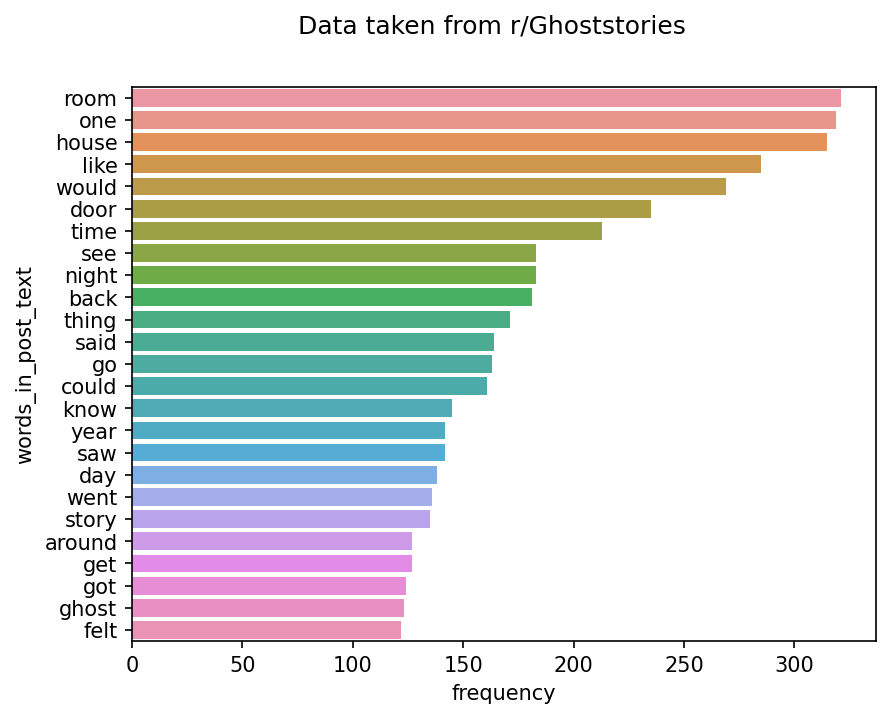 Data taken from r/Ghoststories
words_in_post_text
room
one
house
like
would
door
time
see
night
back
thing
said
go
could
know
year
saw
day
went
story
around
get
got
ghost
felt
0 50 100 150 200 250 300
frequency